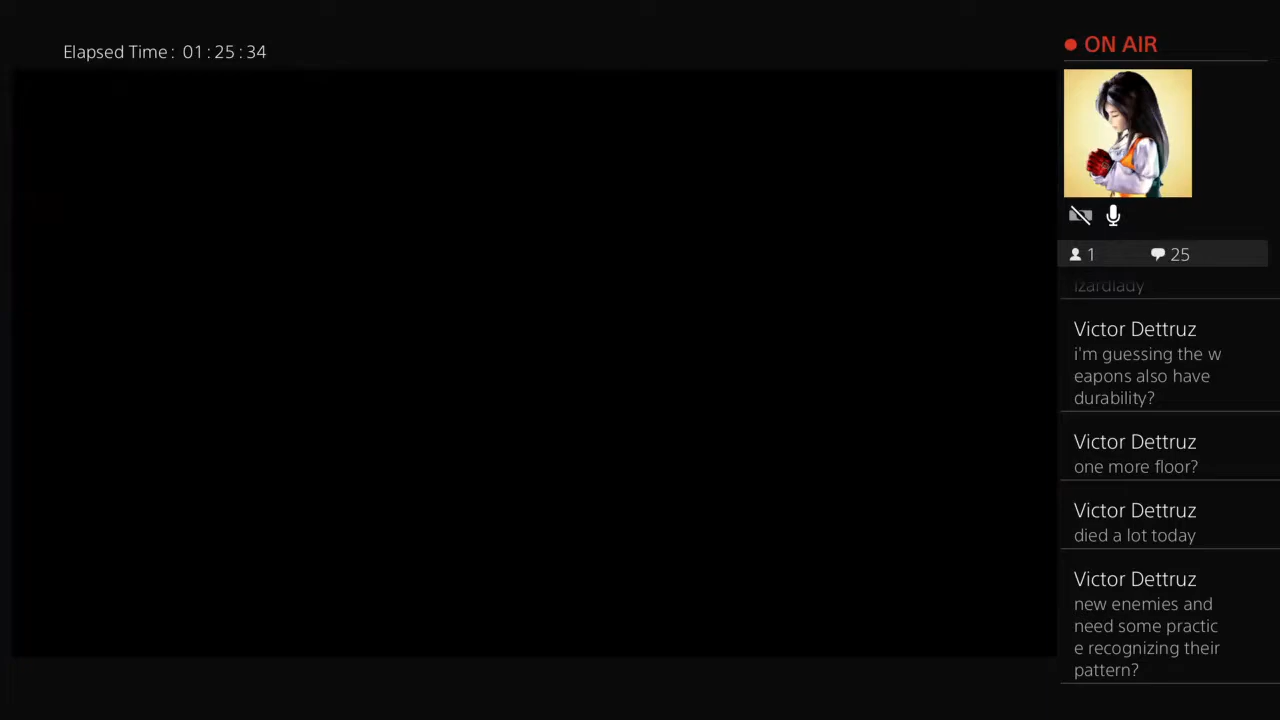 Elapsed Time: 01:25:34
ON AIR
1 25
izardlady
Victor Dettruz
i'm guessing the w
eapons also have
durability?
Victor Dettruz
one more floor?
Victor Dettruz
died a lot today
Victor Dettruz
new enemies and
need some practic
e recognizing their
pattern?